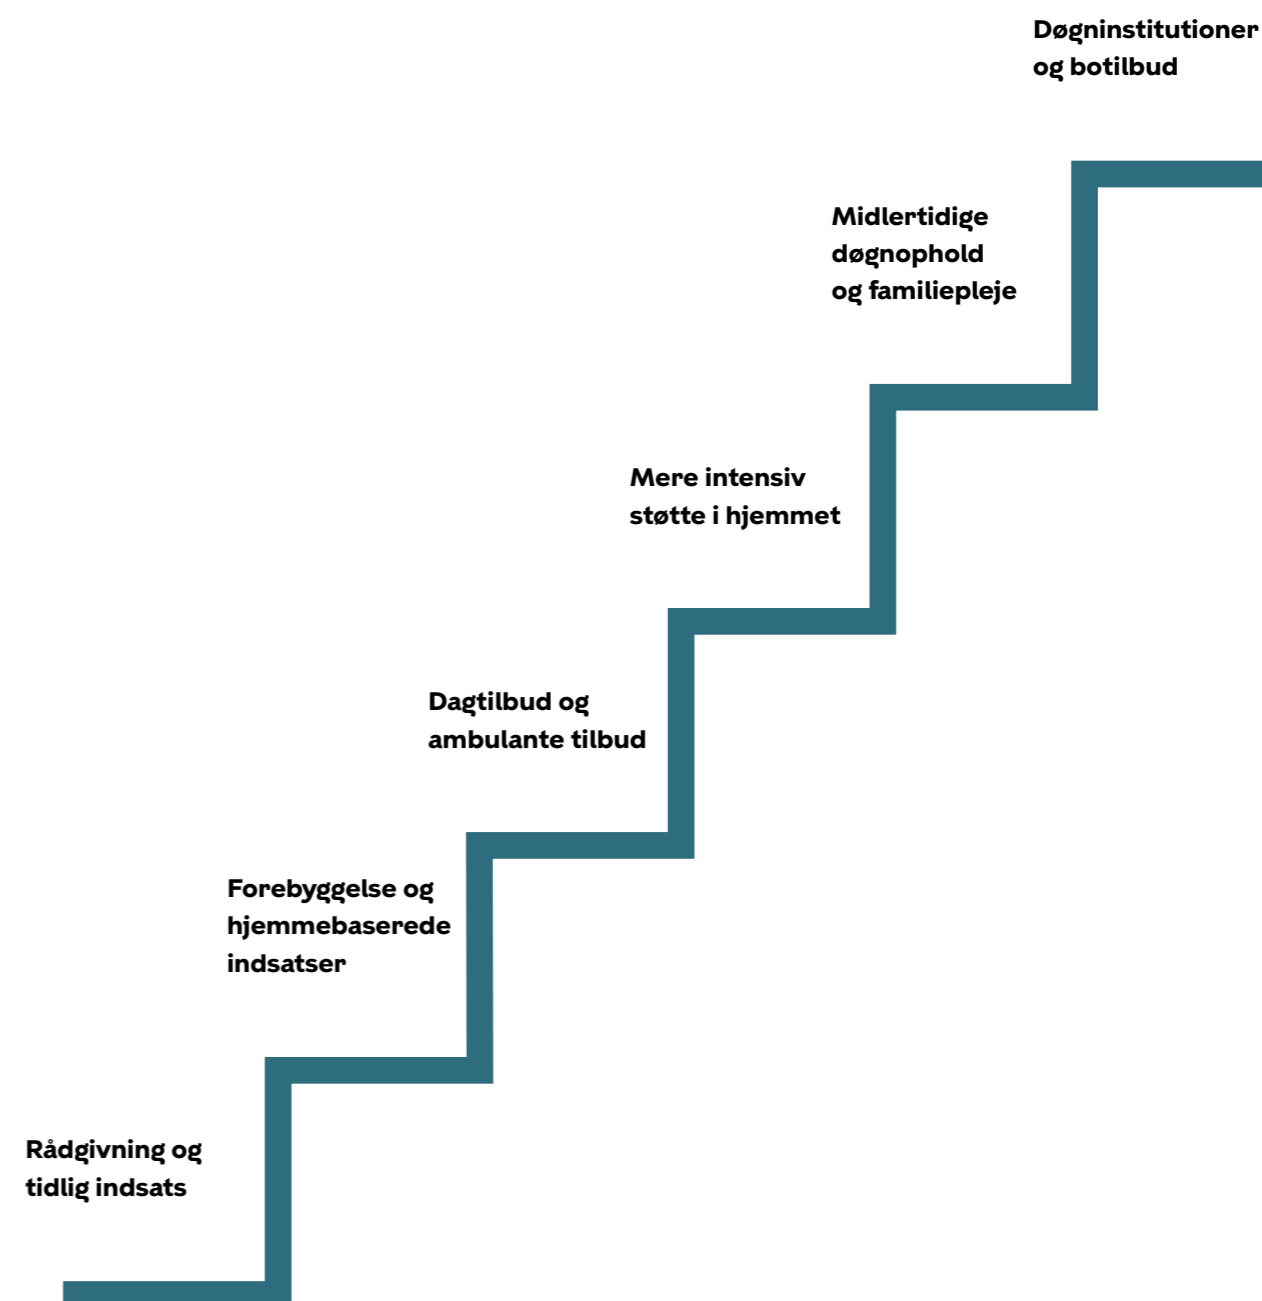 Døgninstitutioner
og botilbud
Midlertidige
døgnophold
og familiepleje
Mere intensiv
støtte i hjemmet
Dagtilbud og
ambulante tilbud
Forebyggelse og
hjemmebaserede
indsatser
Rådgivning og
tidlig indsats